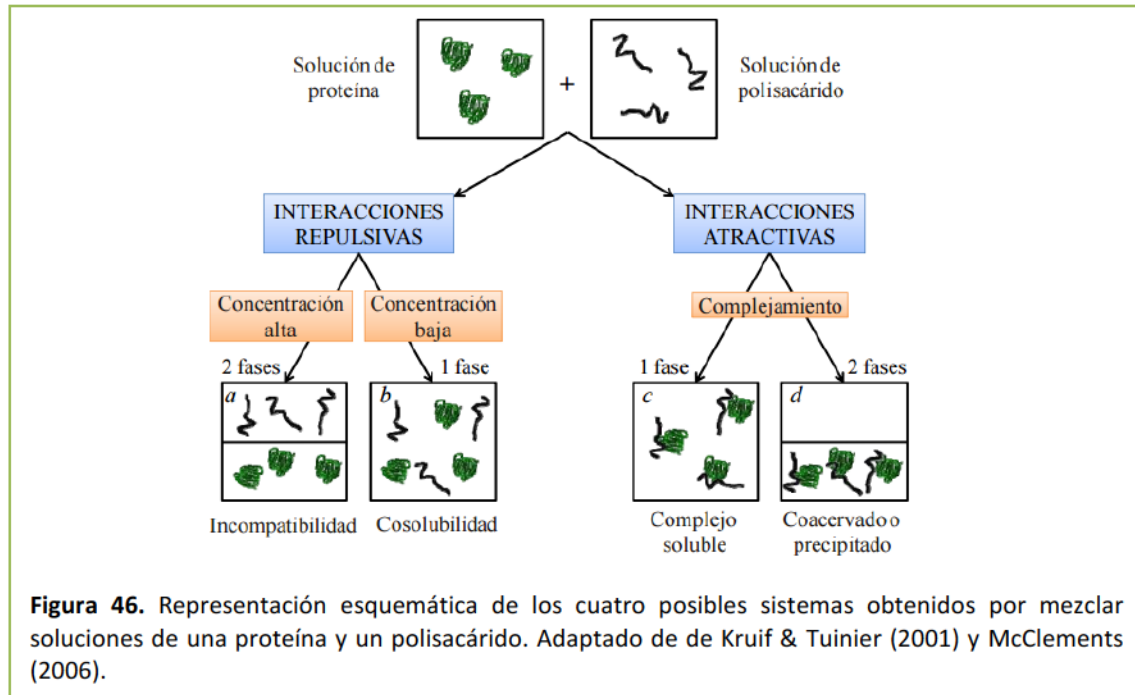 Solución de
proteína
+
Solución de
polisacárido
INTERACCIONES
REPULSIVAS
INTERACCIONES
ATRACTIVAS
Concentración
alta
Concentración
baja
Complejamiento
2 fases
1 fase
1 fase
2 fases
a
b
c
d
Incompatibilidad
Cosolubilidad
Complejo
soluble
Coacervado o
precipitado
Figura 46. Representación esquemática de los cuatro posibles sistemas obtenidos por mezclar
soluciones de una proteína y un polisacárido. Adaptado de de Kruif & Tuinier (2001) y McClements
(2006).